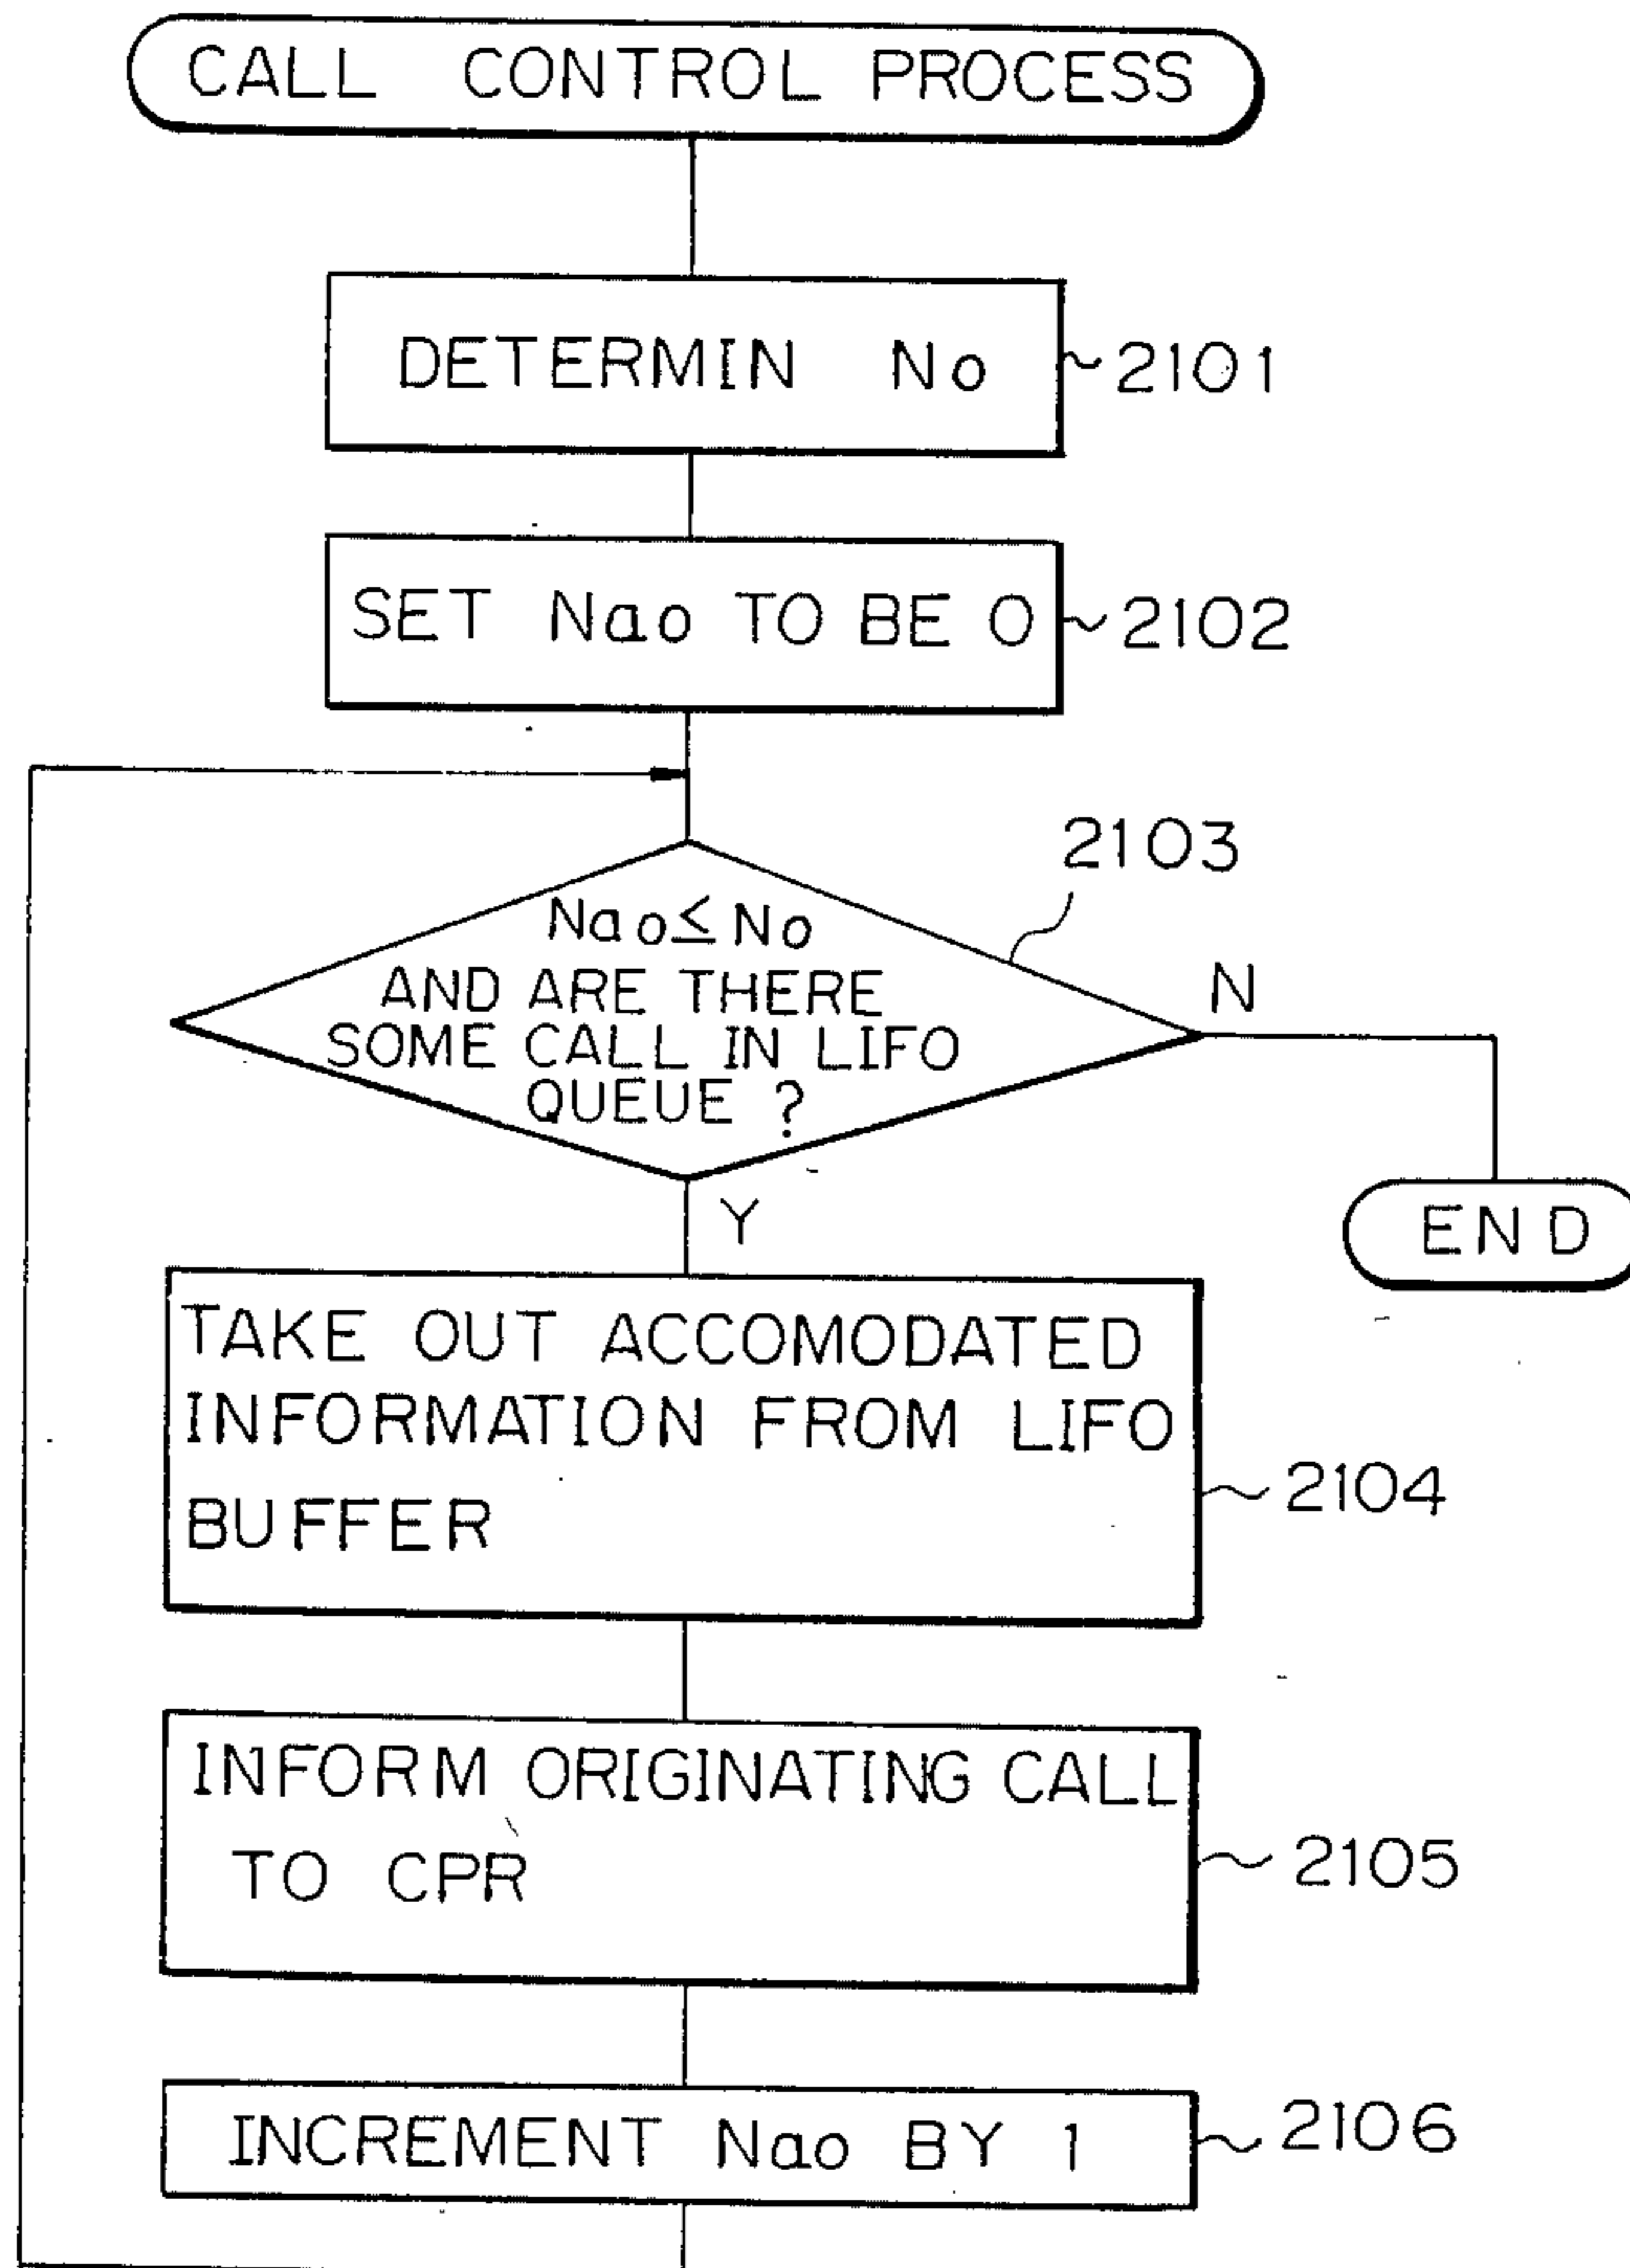 CALL CONTROL PROCESS
DETERMIN No
2101
SET Nao TO BE 0
2102
2103
Nao≤No
AND ARE THERE
SOME CALL IN LIFO
QUEUE ?
N
Y
END
TAKE OUT ACCOMODATED
INFORMATION FROM LIFO
BUFFER
2104
INFORM ORIGINATING CALL
TO CPR
2105
INCREMENT Nao BY 1
2106